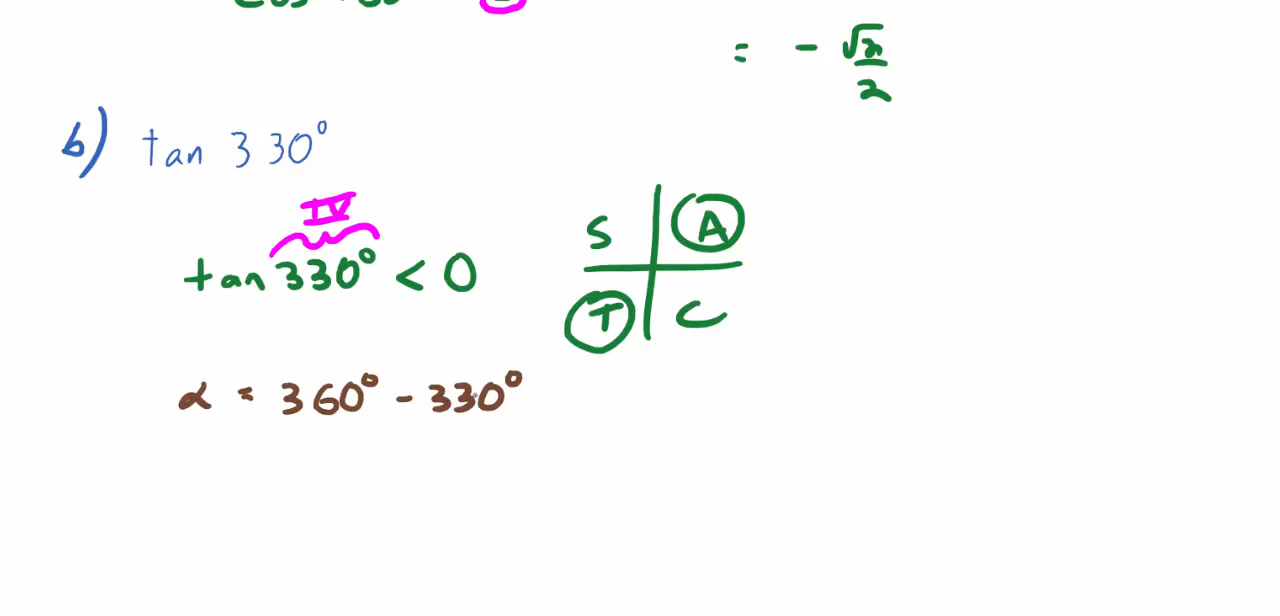 = - √2/2
b) tan 330°
IV
tan 330° < 0
S A
T C
α = 360° - 330°